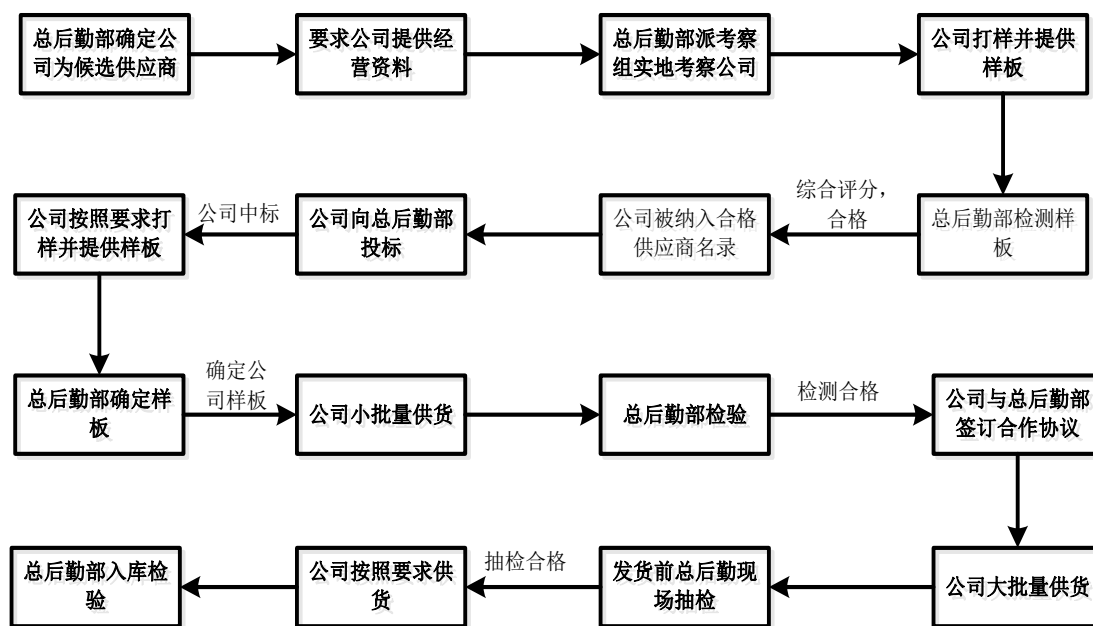 总后勤部确定公
司为候选供应商
要求公司提供经
营资料
总后勤部派考察
组实地考察公司
公司打样并提供
样板
总后勤部检测样
板
综合评分，
合格
公司被纳入合格
供应商名录
公司向总后勤部
投标
公司中标
公司按照要求打
样并提供样板
总后勤部确定样
板
确定公
司样板
公司小批量供货
总后勤部检验
检测合格
公司与总后勤部
签订合作协议
公司大批量供货
发货前总后勤现
场抽检
抽检合格
公司按照要求供
货
总后勤部入库检
验